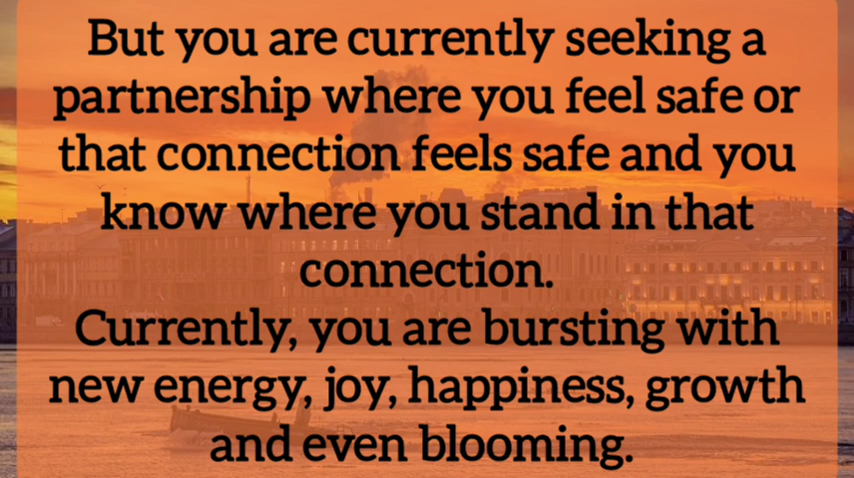 But you are currently seeking a
partnership where you feel safe or
that connection feels safe and you
know where you stand in that
connection.
Currently, you are bursting with
new energy, joy, happiness, growth
and even blooming.